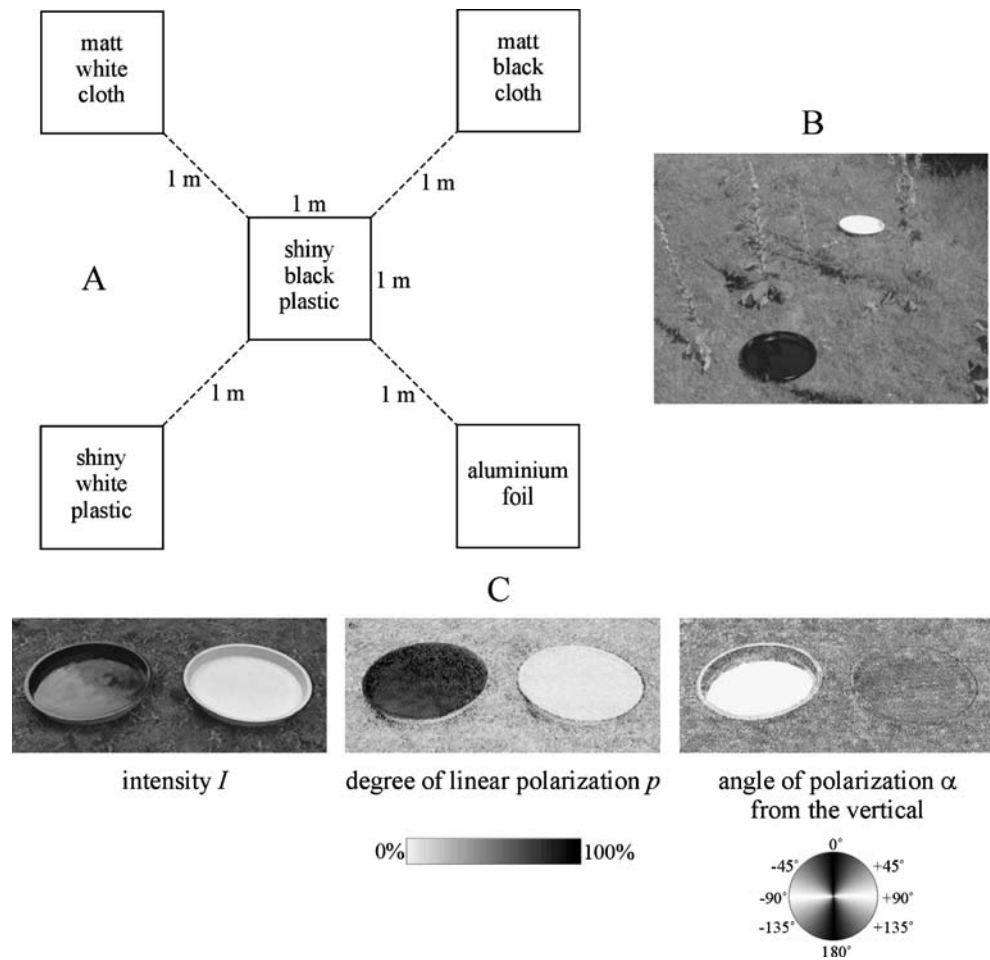 matt
white
cloth
matt
black
cloth
B
1 m
1 m
1 m
A
shiny
black
plastic
1 m
1 m
1 m
shiny
white
plastic
aluminium
foil
C
intensity I
degree of linear polarization p
angle of polarization α
from the vertical
0%
100%
0°
-45°
+45°
-90°
+90°
-135°
+135°
180°